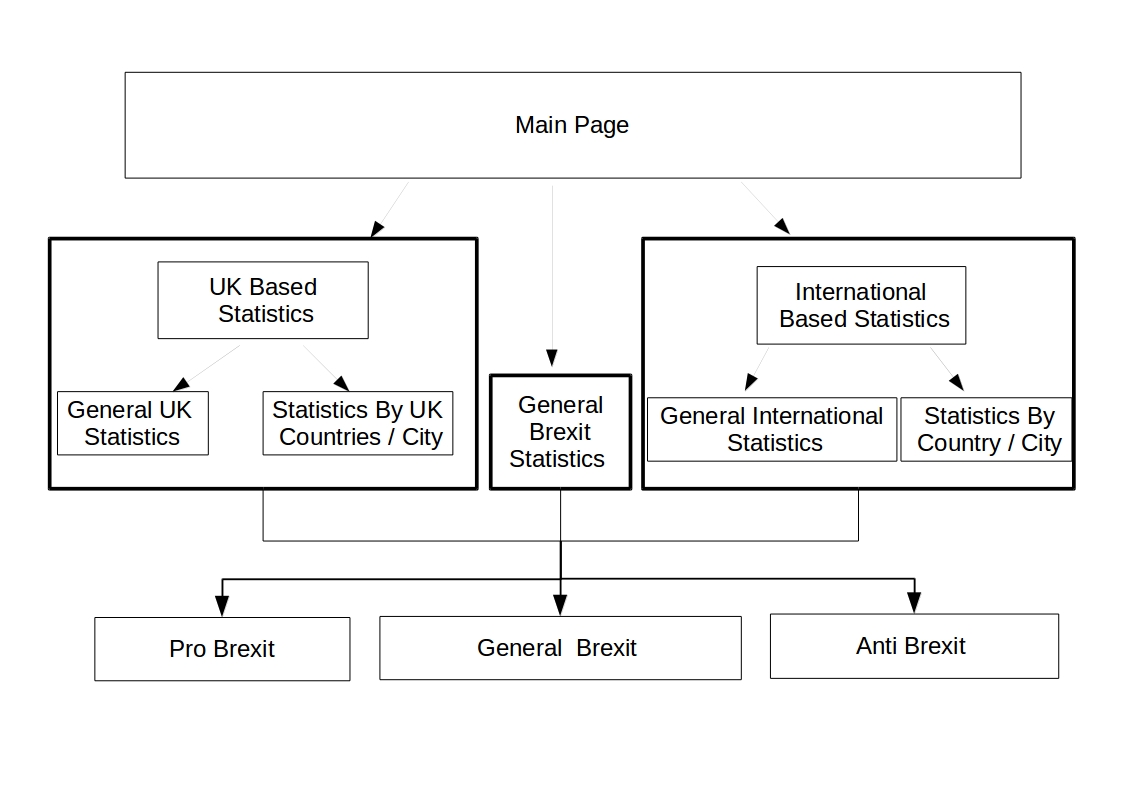 Main Page
UK Based
Statistics
General UK
Statistics
Statistics By UK
Countries / City
General
Brexit
Statistics
International
Based Statistics
General International
Statistics
Statistics By
Country / City
Pro Brexit
General  Brexit
Anti Brexit